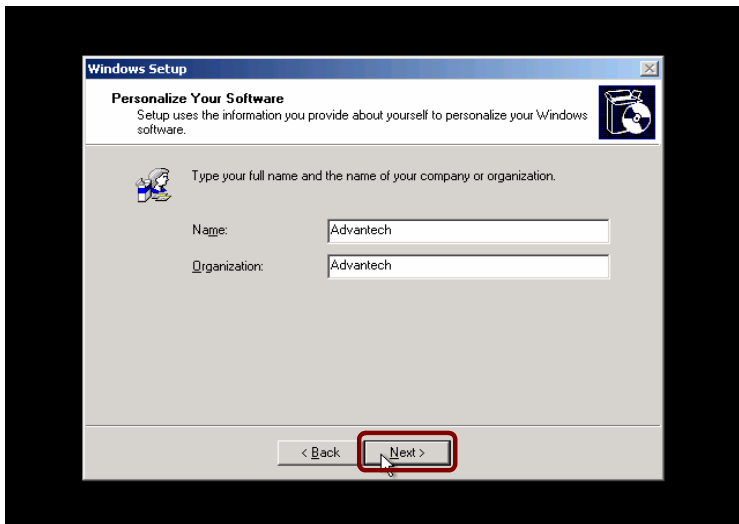 Windows Setup
Personalize Your Software
Setup uses the information you provide about yourself to personalize your Windows
software.
Type your full name and the name of your company or organization.
Name: Advantech
Organization: Advantech
< Back Next >